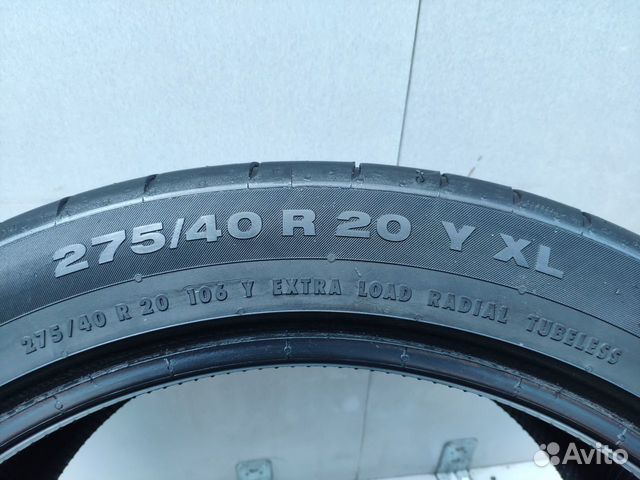 275/40 R 20 Y XL
275/40 R 20 106 Y EXTRA LOAD RADIAL TUBELESS
Avito